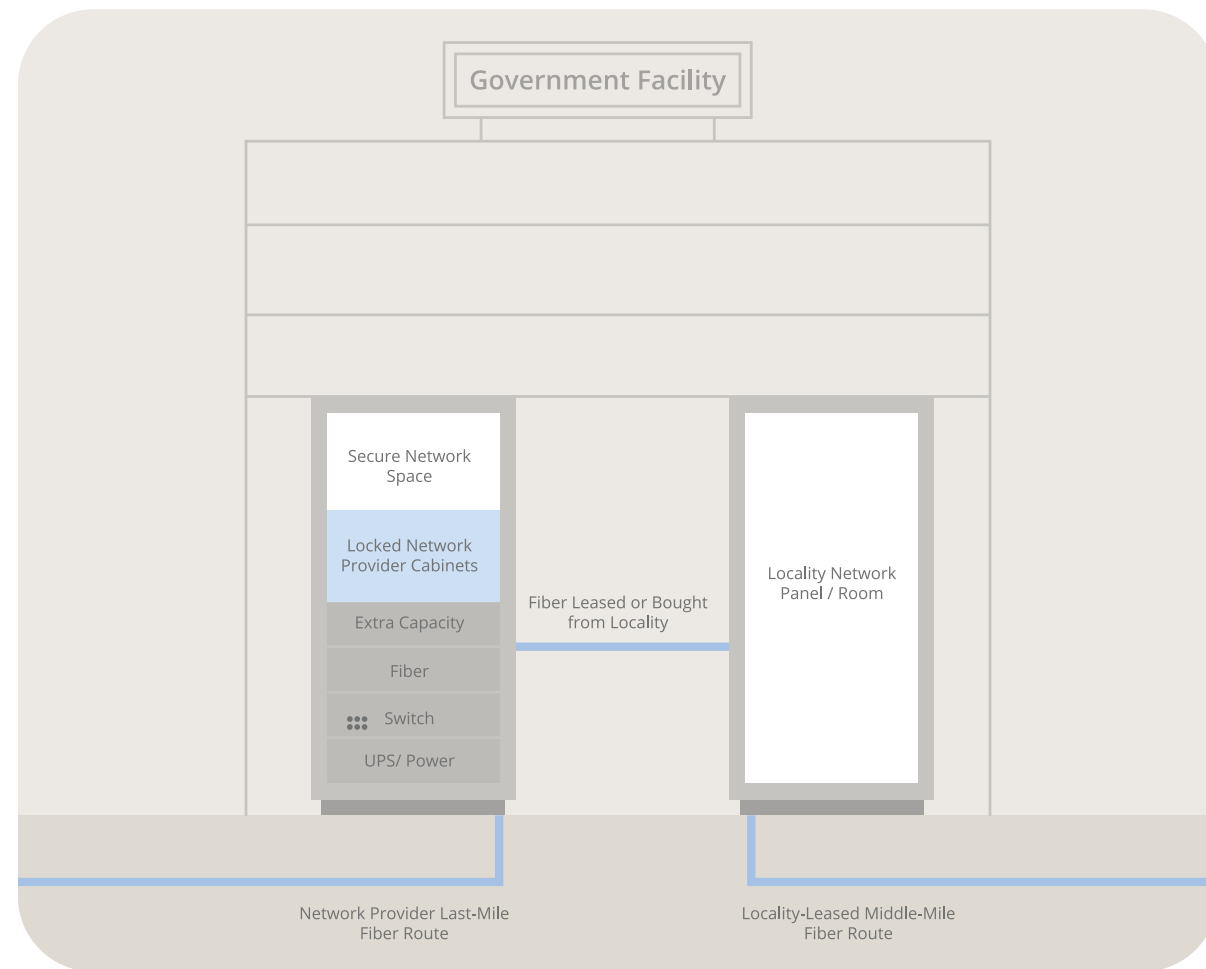 Government Facility
Secure Network
Space
Locked Network
Provider Cabinets
Extra Capacity
Fiber
Switch
UPS/ Power
Fiber Leased or Bought
from Locality
Locality Network
Panel / Room
Network Provider Last-Mile
Fiber Route
Locality-Leased Middle-Mile
Fiber Route